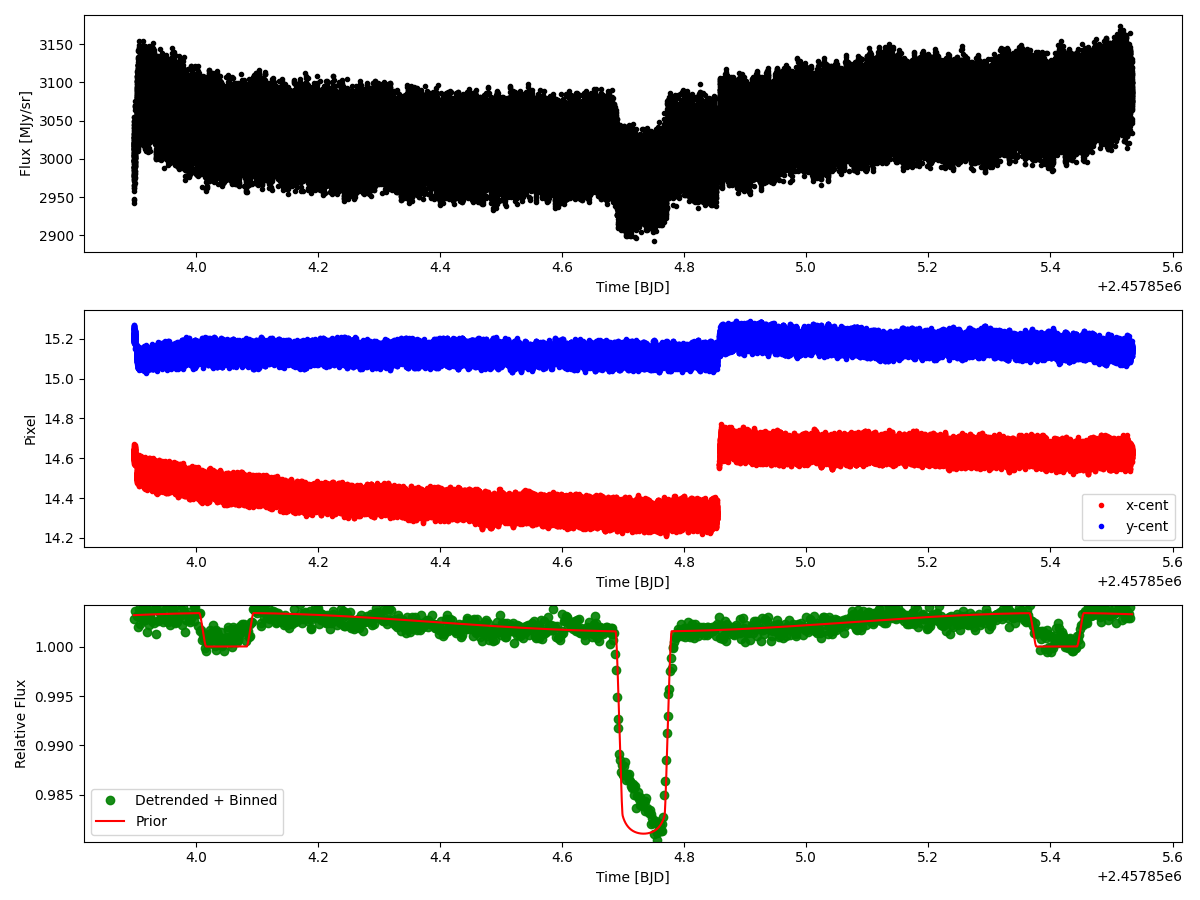 3150
3100
3050
3000
2950
2900
Flux [MJy/sr]
4.0 4.2 4.4 4.6 4.8 5.0 5.2 5.4 5.6
Time [BJD]
+2.45785e6
15.2
15.0
14.8
14.6
14.4
14.2
Pixel
x-cent
y-cent
4.0 4.2 4.4 4.6 4.8 5.0 5.2 5.4 5.6
Time [BJD]
+2.45785e6
1.000
0.995
0.990
0.985
Relative Flux
Detrended + Binned
Prior
4.0 4.2 4.4 4.6 4.8 5.0 5.2 5.4 5.6
Time [BJD]
+2.45785e6